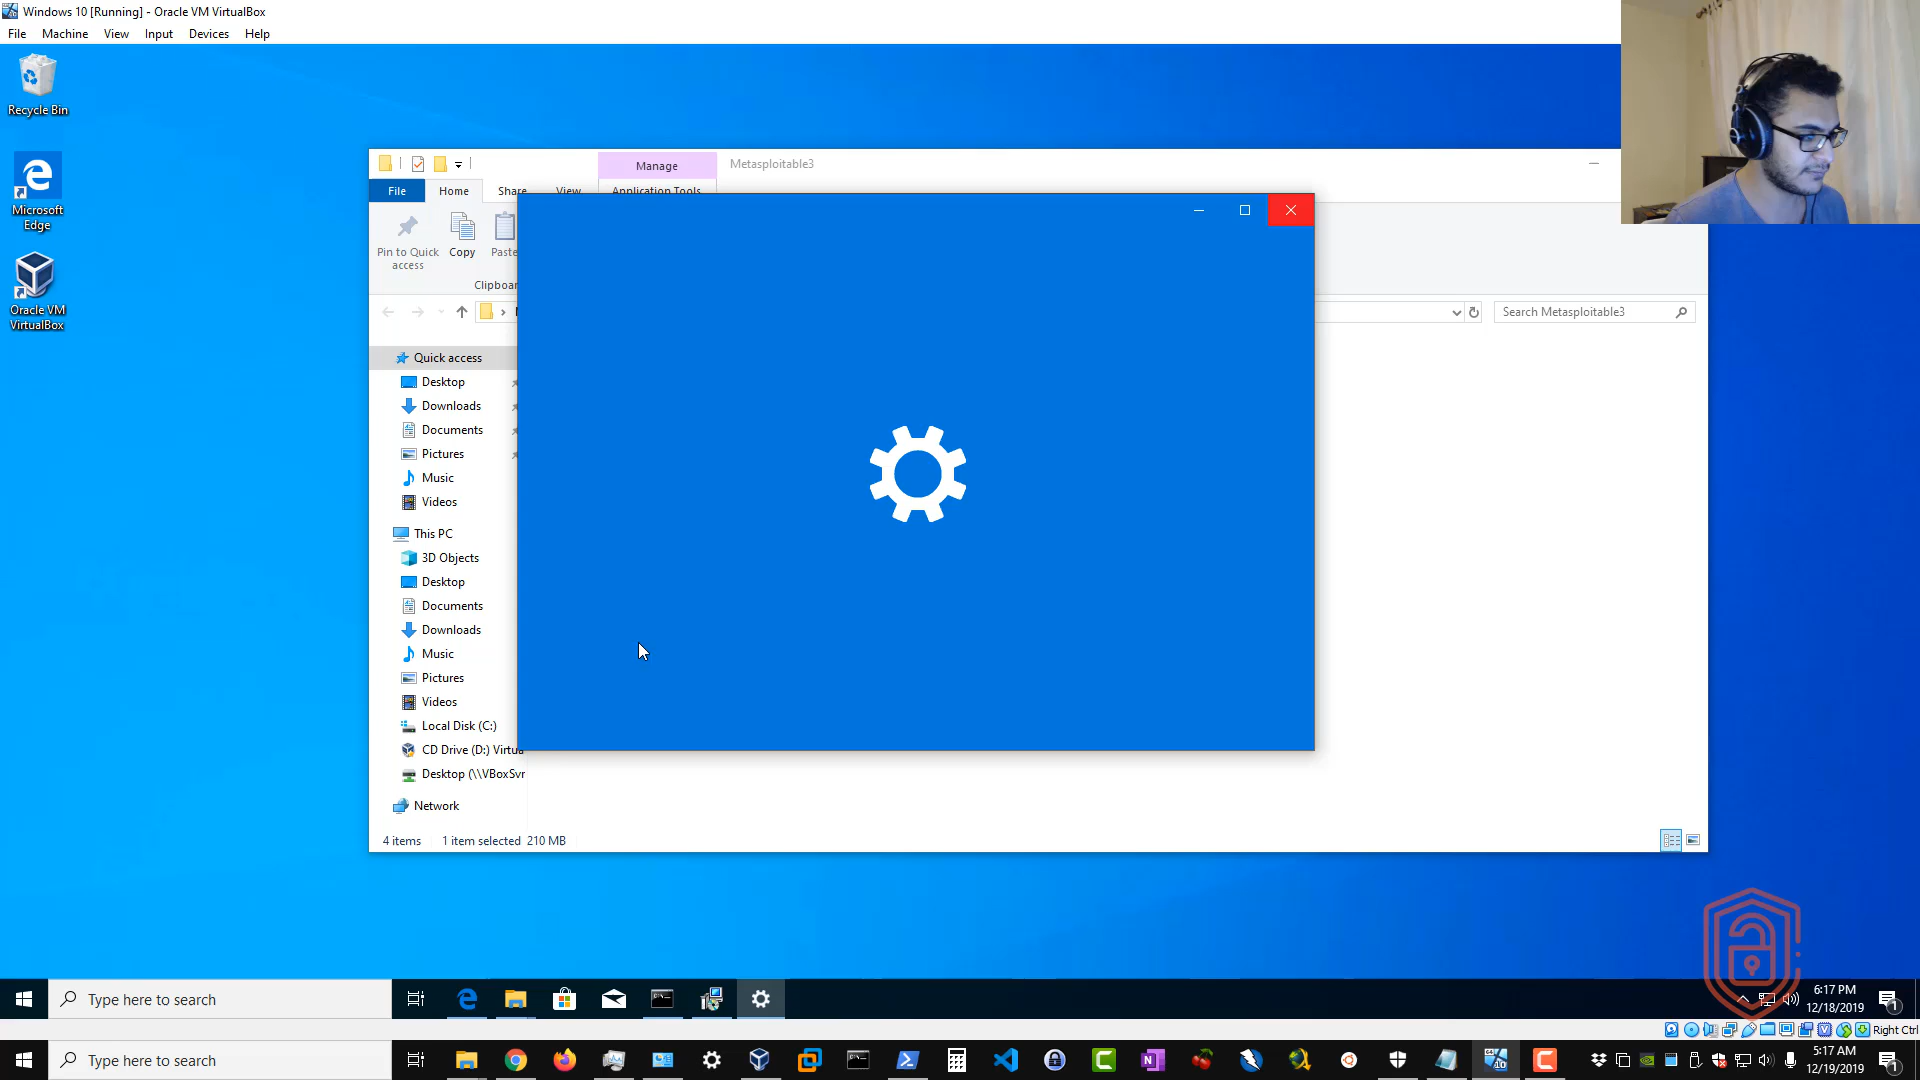 Windows 10 [Running] - Oracle VM VirtualBox
File Machine View Input Devices Help
Recycle Bin
Microsoft
Edge
Oracle VM
VirtualBox
Manage
Metasploitable3
File Home Share View Application Tools
Pin to Quick
access
Copy
Paste
Clipboar
Search Metasploitable3
Quick access
Desktop
Downloads
Documents
Pictures
Music
Videos
This PC
3D Objects
Desktop
Documents
Downloads
Music
Pictures
Videos
Local Disk (C:)
CD Drive (D:) Virtua
Desktop (\\VBoxSvr
Network
4 items 1 item selected 210 MB
Type here to search
6:17 PM
12/18/2019
1
Right Ctrl
Type here to search
5:17 AM
12/19/2019
1